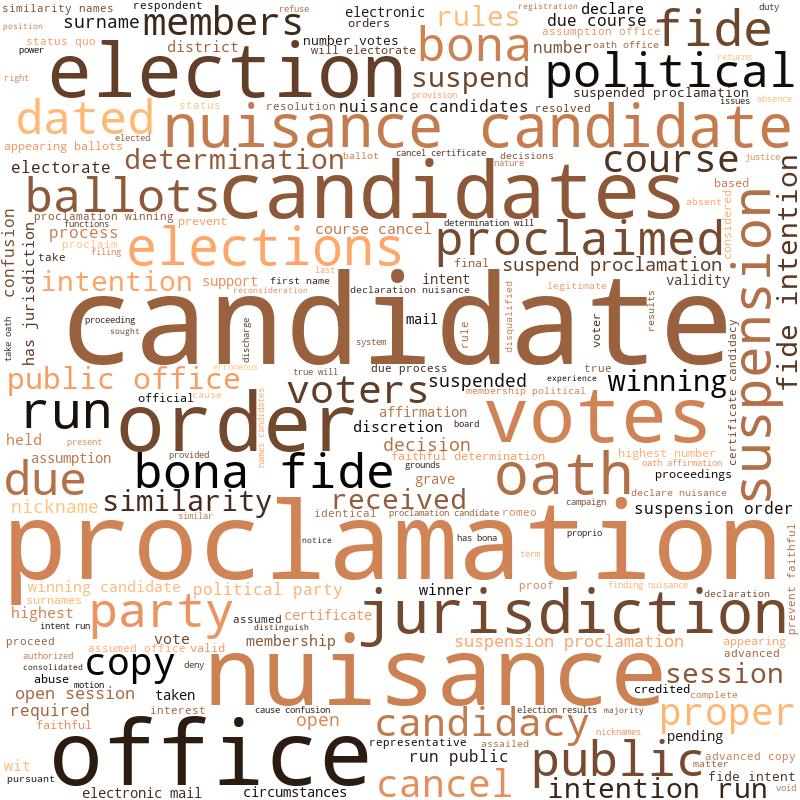 similarity names
respondent
refuse
electronic
orders
registration
declare
duty
position
surname
members
rules
due course
fide
status quo
district
number votes
will electorate
bona
assumption office
number
oath office
power
election
suspend
political
returns
right
provision
suspended proclamation
issues
absence
dated
status
resolution
nuisance candidates
resolved
elected
nuisance candidate
appearing ballots
determination
ballot
cancel certificate
decisions
nature
course
justice
electorate
ballots
candidates
based
absent
fide intention
proclamation winning
functions
prevent
course cancel
determination will
proclaimed
considered
suspension
confusion
has jurisdiction
process
proclaim
filing
take
elections
final
suspend proclamation
intention
support
last
first name
intent
validity
reconsideration
declaration nuisance
legitimate
candidate
take oath
proceeding
sought
discharge
mail
system
rule
disqualified
voter
results
certificate candidacy
erroneous
due process
true
public office
true will
voters
suspended
experience
winning
membership political
official
cause
run
order
names candidates
affirmation
discretion
board
votes
held
present
decision
highest number
assumption
provided
faithful determination
grounds
oath affirmation
proceedings
due
bona fide
grave
oath
declare nuisance
nickname
similarity
received
campaign
suspension order
similar
identical
proclamation candidate
romeo
proclamation
notice
has bona
proprio
term
prevent faithful
winning candidate
political party
winner
proof
finding nuisance
declaration
surnames
highest
intent run
party
assumed
certificate
distinguish
jurisdiction
proceed
vote
membership
suspension proclamation
appearing
advanced
authorized
assumed office
valid
consolidated
deny
copy
nuisance
session
abuse
motion
open session
taken
credited
complete
required
interest
cause confusion
election results
majority
proper
faithful
open
candidacy
nicknames
office
representative
assailed
pending
wit
run public
public
advanced copy
matter
pursuant
cancel
fide intent
electronic mail
circumstances
intention run
void